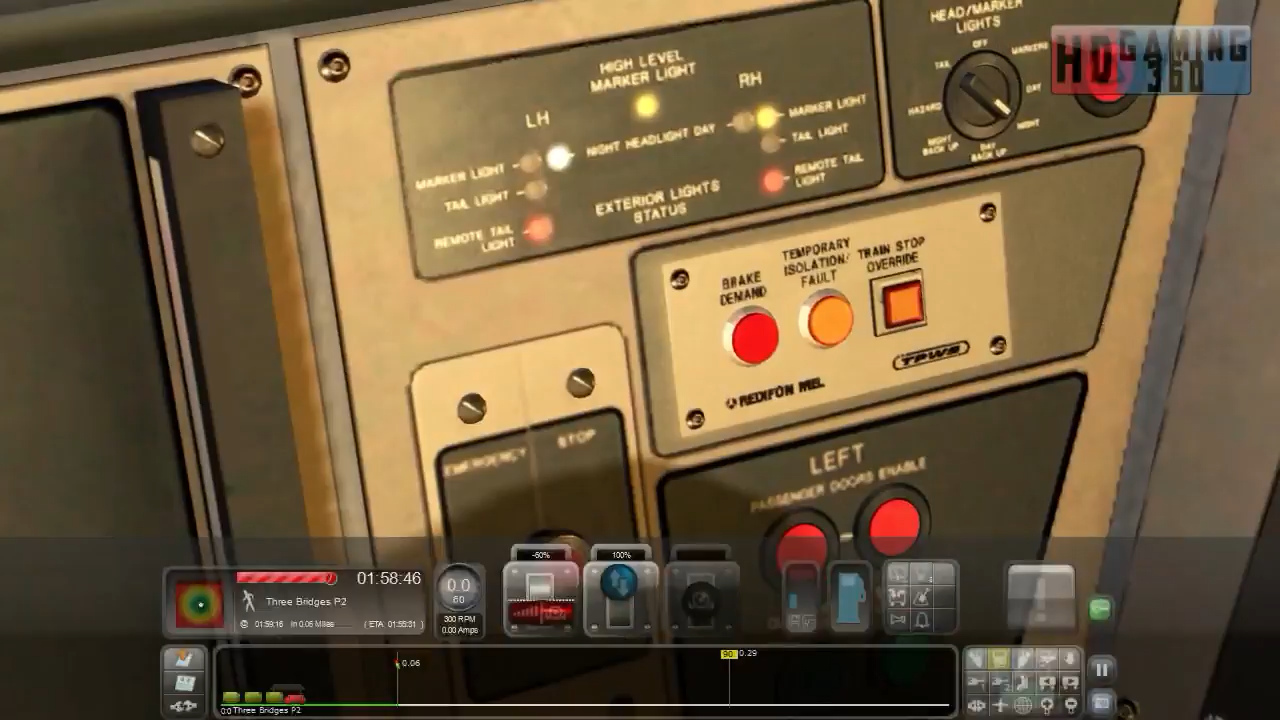 HEAD/MARKER
LIGHTS
OFF
MARKERS
TAIL
DAY
HAZARD
NIGHT
NIGHT
BACK UP
DAY
BACK UP
HD GAMING
360
HIGH LEVEL
MARKER LIGHT
LH
RH
NIGHT HEADLIGHT DAY
MARKER LIGHT
TAIL LIGHT
REMOTE TAIL
LIGHT
MARKER LIGHT
TAIL LIGHT
REMOTE TAIL
LIGHT
EXTERIOR LIGHTS
STATUS
BRAKE
DEMAND
TEMPORARY
ISOLATION/
FAULT
TRAIN STOP
OVERRIDE
TPWS
REDIFON MEL
EMERGENCY STOP
LEFT
PASSENGER DOORS ENABLE
-60%
100%
01:58:46
Three Bridges P2
01:59:16 in 0.06 Miles ( ETA 01:55:31 )
0.0
60
300 RPM
0.00 Amps
0.06
90 0.29
0.0 Three Bridges P2